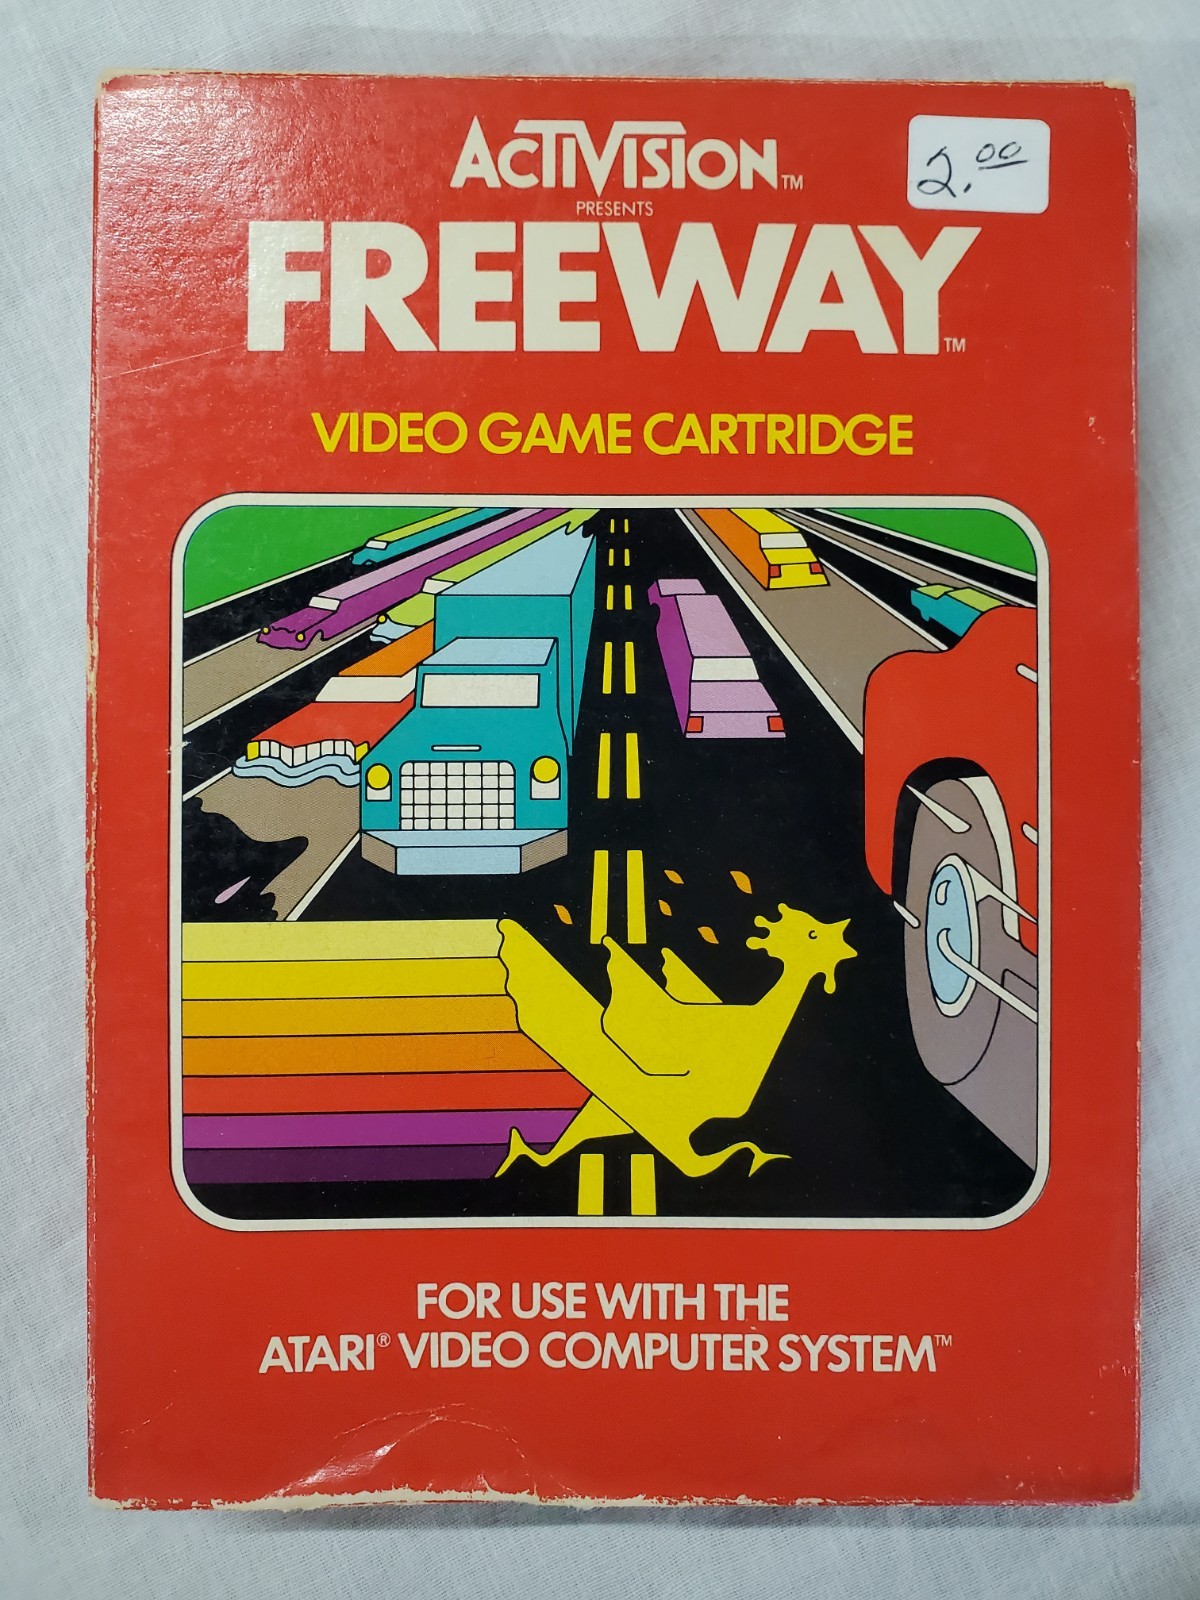 ACTIVISION™
2.00
PRESENTS
FREEWAY™
VIDEO GAME CARTRIDGE
FOR USE WITH THE
ATARI® VIDEO COMPUTER SYSTEM™